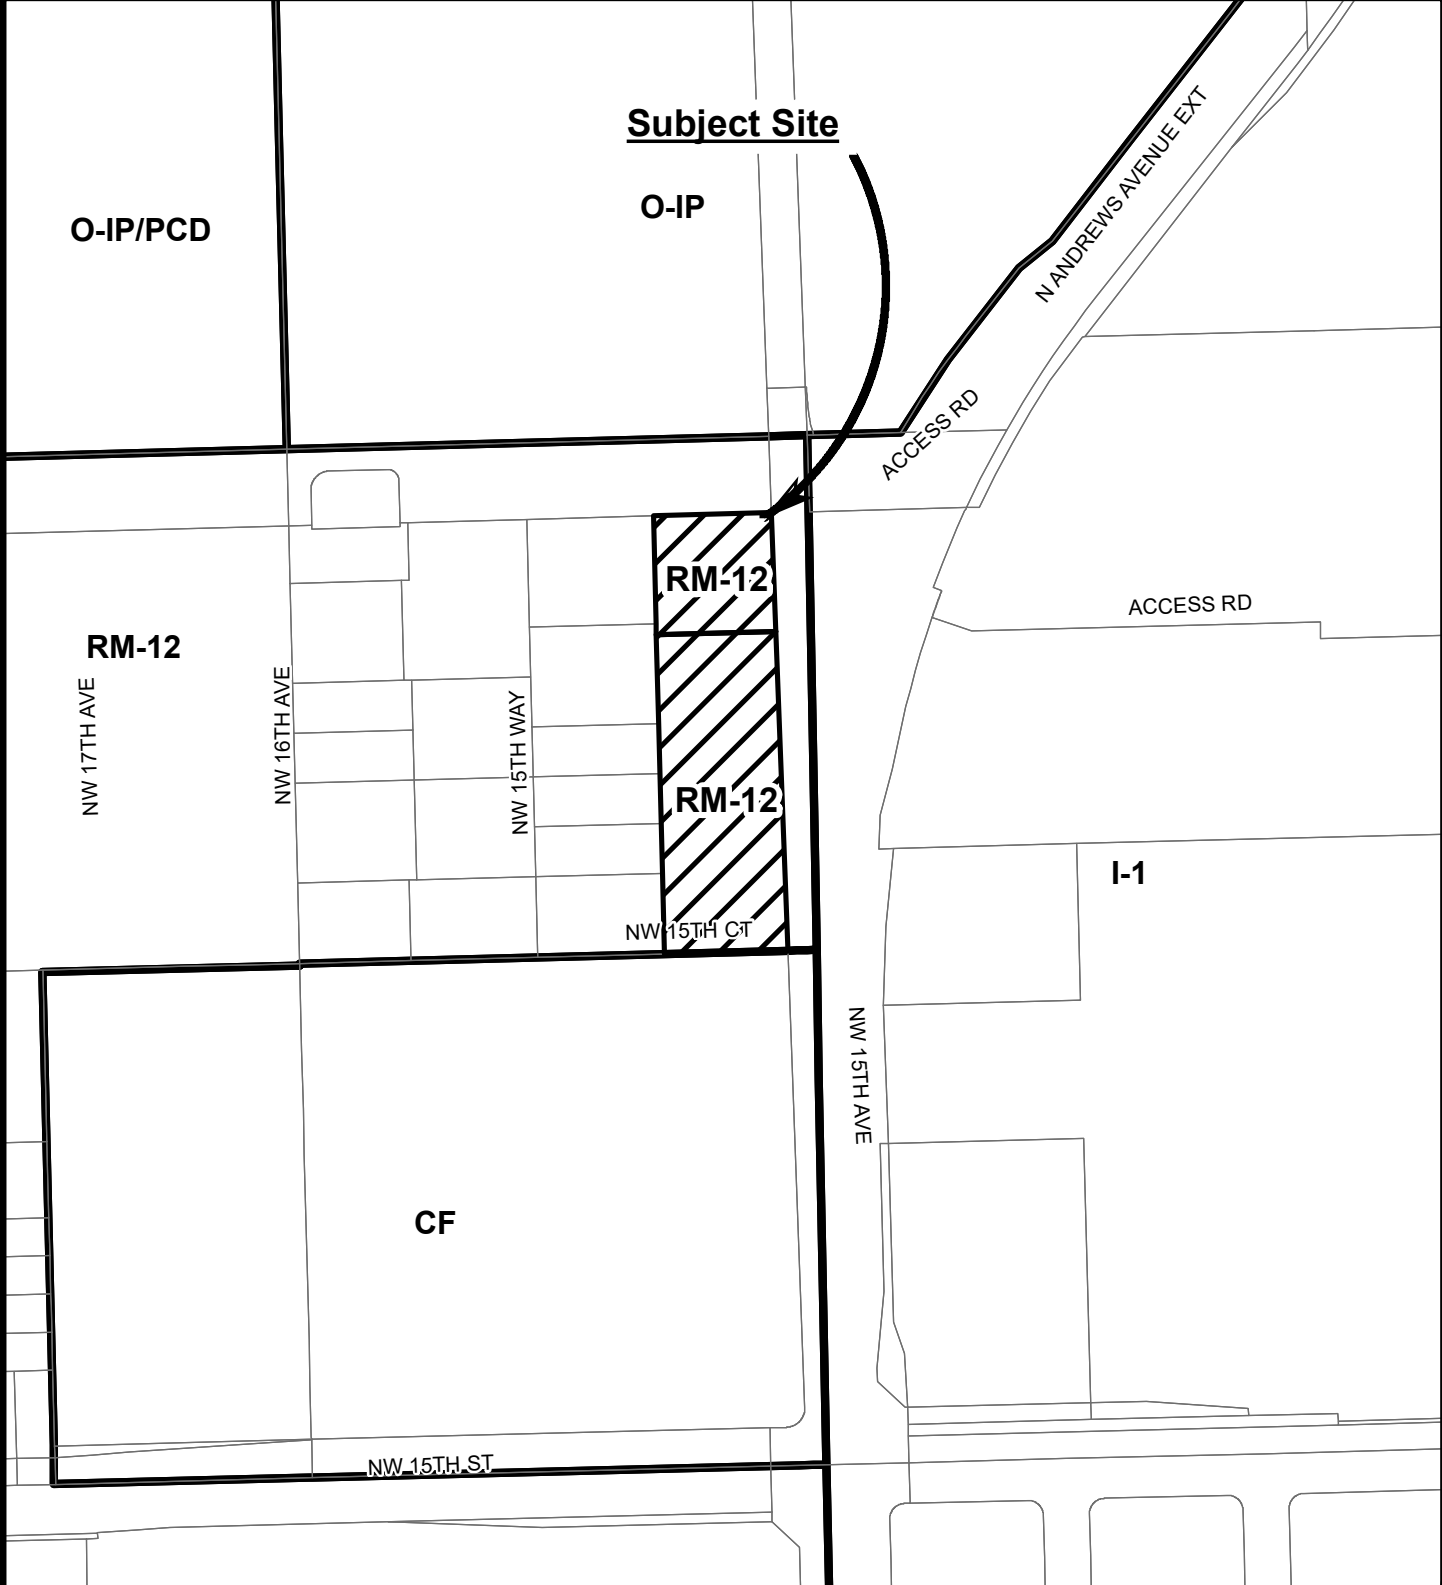 Subject Site
N ANDREWS AVENUE EXT
O-IP
O-IP/PCD
ACCESS RD
RM-12
ACCESS RD
RM-12
NW 17TH AVE
NW 16TH AVE
NW 15TH WAY
RM-12
I-1
NW 15TH CT
NW 15TH AVE
CF
NW 15TH ST